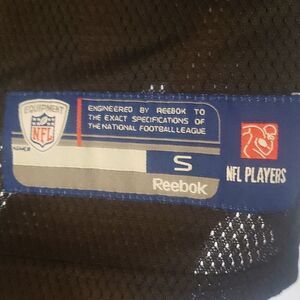 EQUIPMENT
NFL
ENGINEERED BY REEBOK TO
THE EXACT SPECIFICATIONS OF
THE NATIONAL FOOTBALL LEAGUE
S
Reebok
NFL PLAYERS